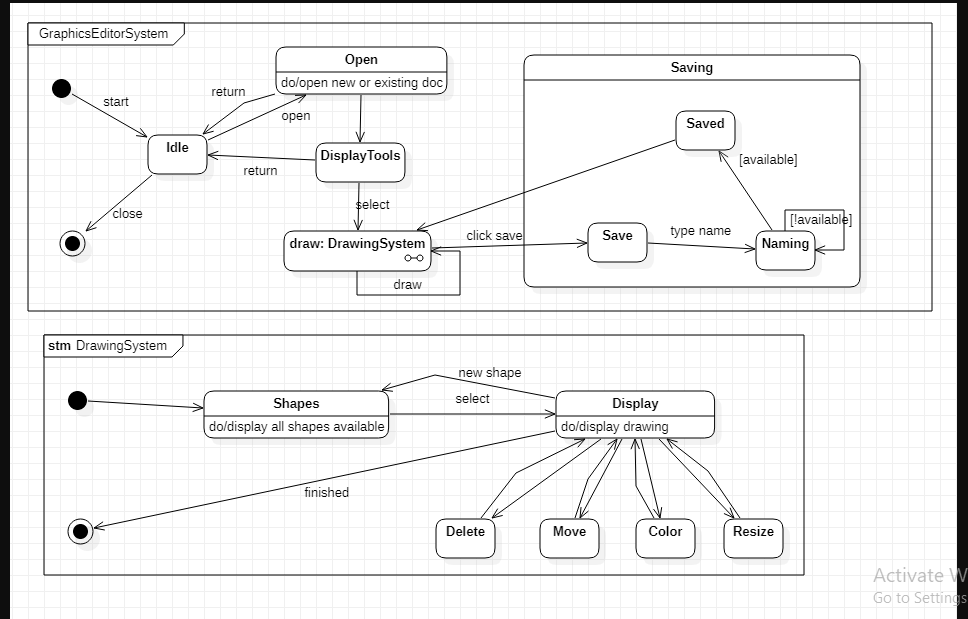 GraphicsEditorSystem
Open
do/open new or existing doc
Saving
start
return
open
Saved
Idle
DisplayTools
[available]
return
close
select
[!available]
draw: DrawingSystem
click save
Save
type name
Naming
draw
stm DrawingSystem
new shape
Shapes
do/display all shapes available
select
Display
do/display drawing
finished
Delete
Move
Color
Resize
Activate W
Go to Settings